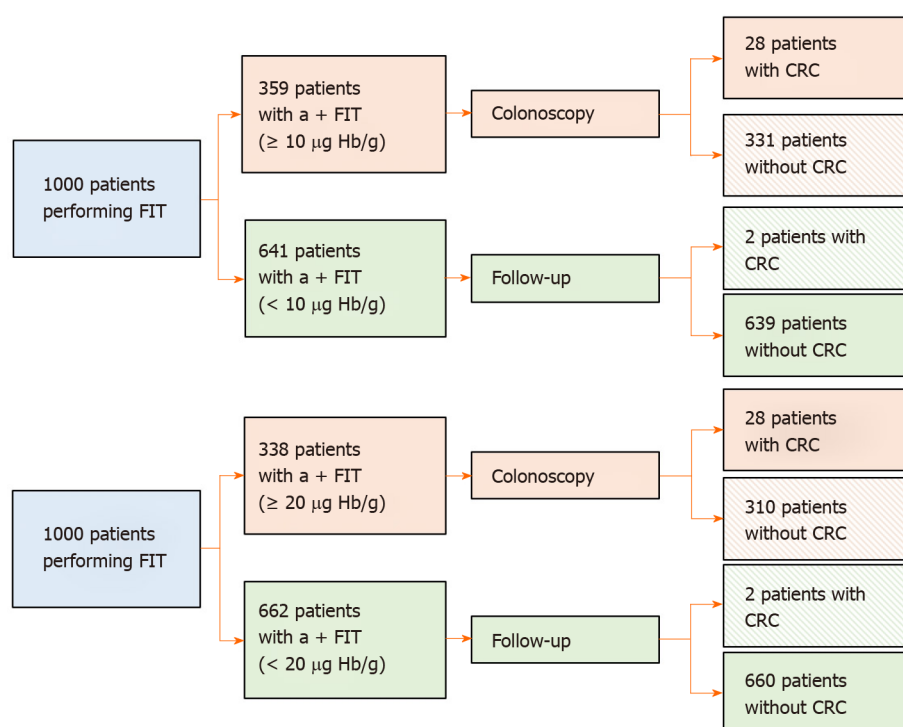 1000 patients
performing FIT
359 patients
with a + FIT
(≥ 10 μg Hb/g)
Colonoscopy
28 patients
with CRC
331 patients
without CRC
641 patients
with a + FIT
(< 10 μg Hb/g)
Follow-up
2 patients with
CRC
639 patients
without CRC
1000 patients
performing FIT
338 patients
with a + FIT
(≥ 20 μg Hb/g)
Colonoscopy
28 patients
with CRC
310 patients
without CRC
662 patients
with a + FIT
(< 20 μg Hb/g)
Follow-up
2 patients with
CRC
660 patients
without CRC